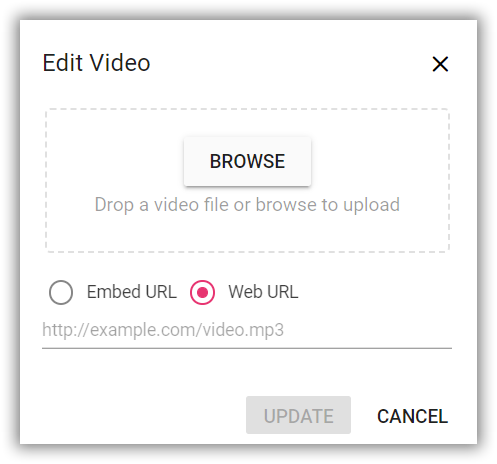 Edit Video
BROWSE
Drop a video file or browse to upload
Embed URL Web URL
http://example.com/video.mp3
UPDATE CANCEL